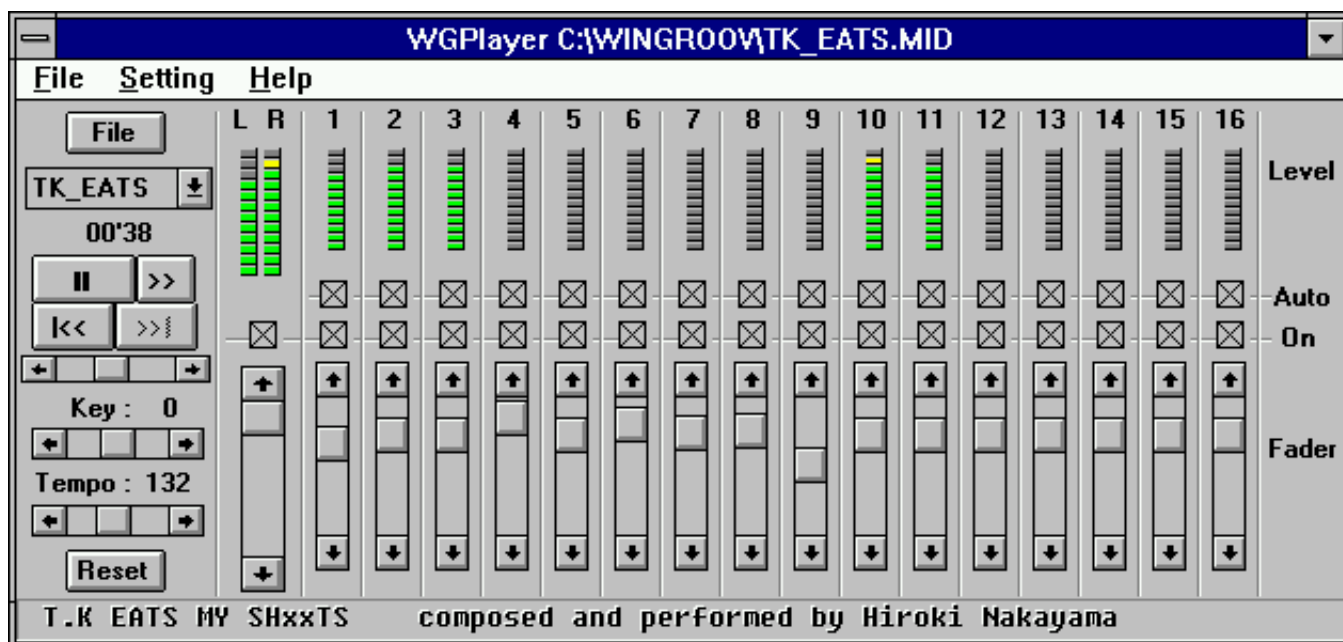 WGPlayer C:\WINGROOV\TK_EATS.MID
File Setting Help
File
TK_EATS
00'38
>>
|<<
>>
Key : 0
Tempo : 132
Reset
L R 1 2 3 4 5 6 7 8 9 10 11 12 13 14 15 16
Level
Auto
On
Fader
T.K EATS MY SHxxTS composed and performed by Hiroki Nakayama